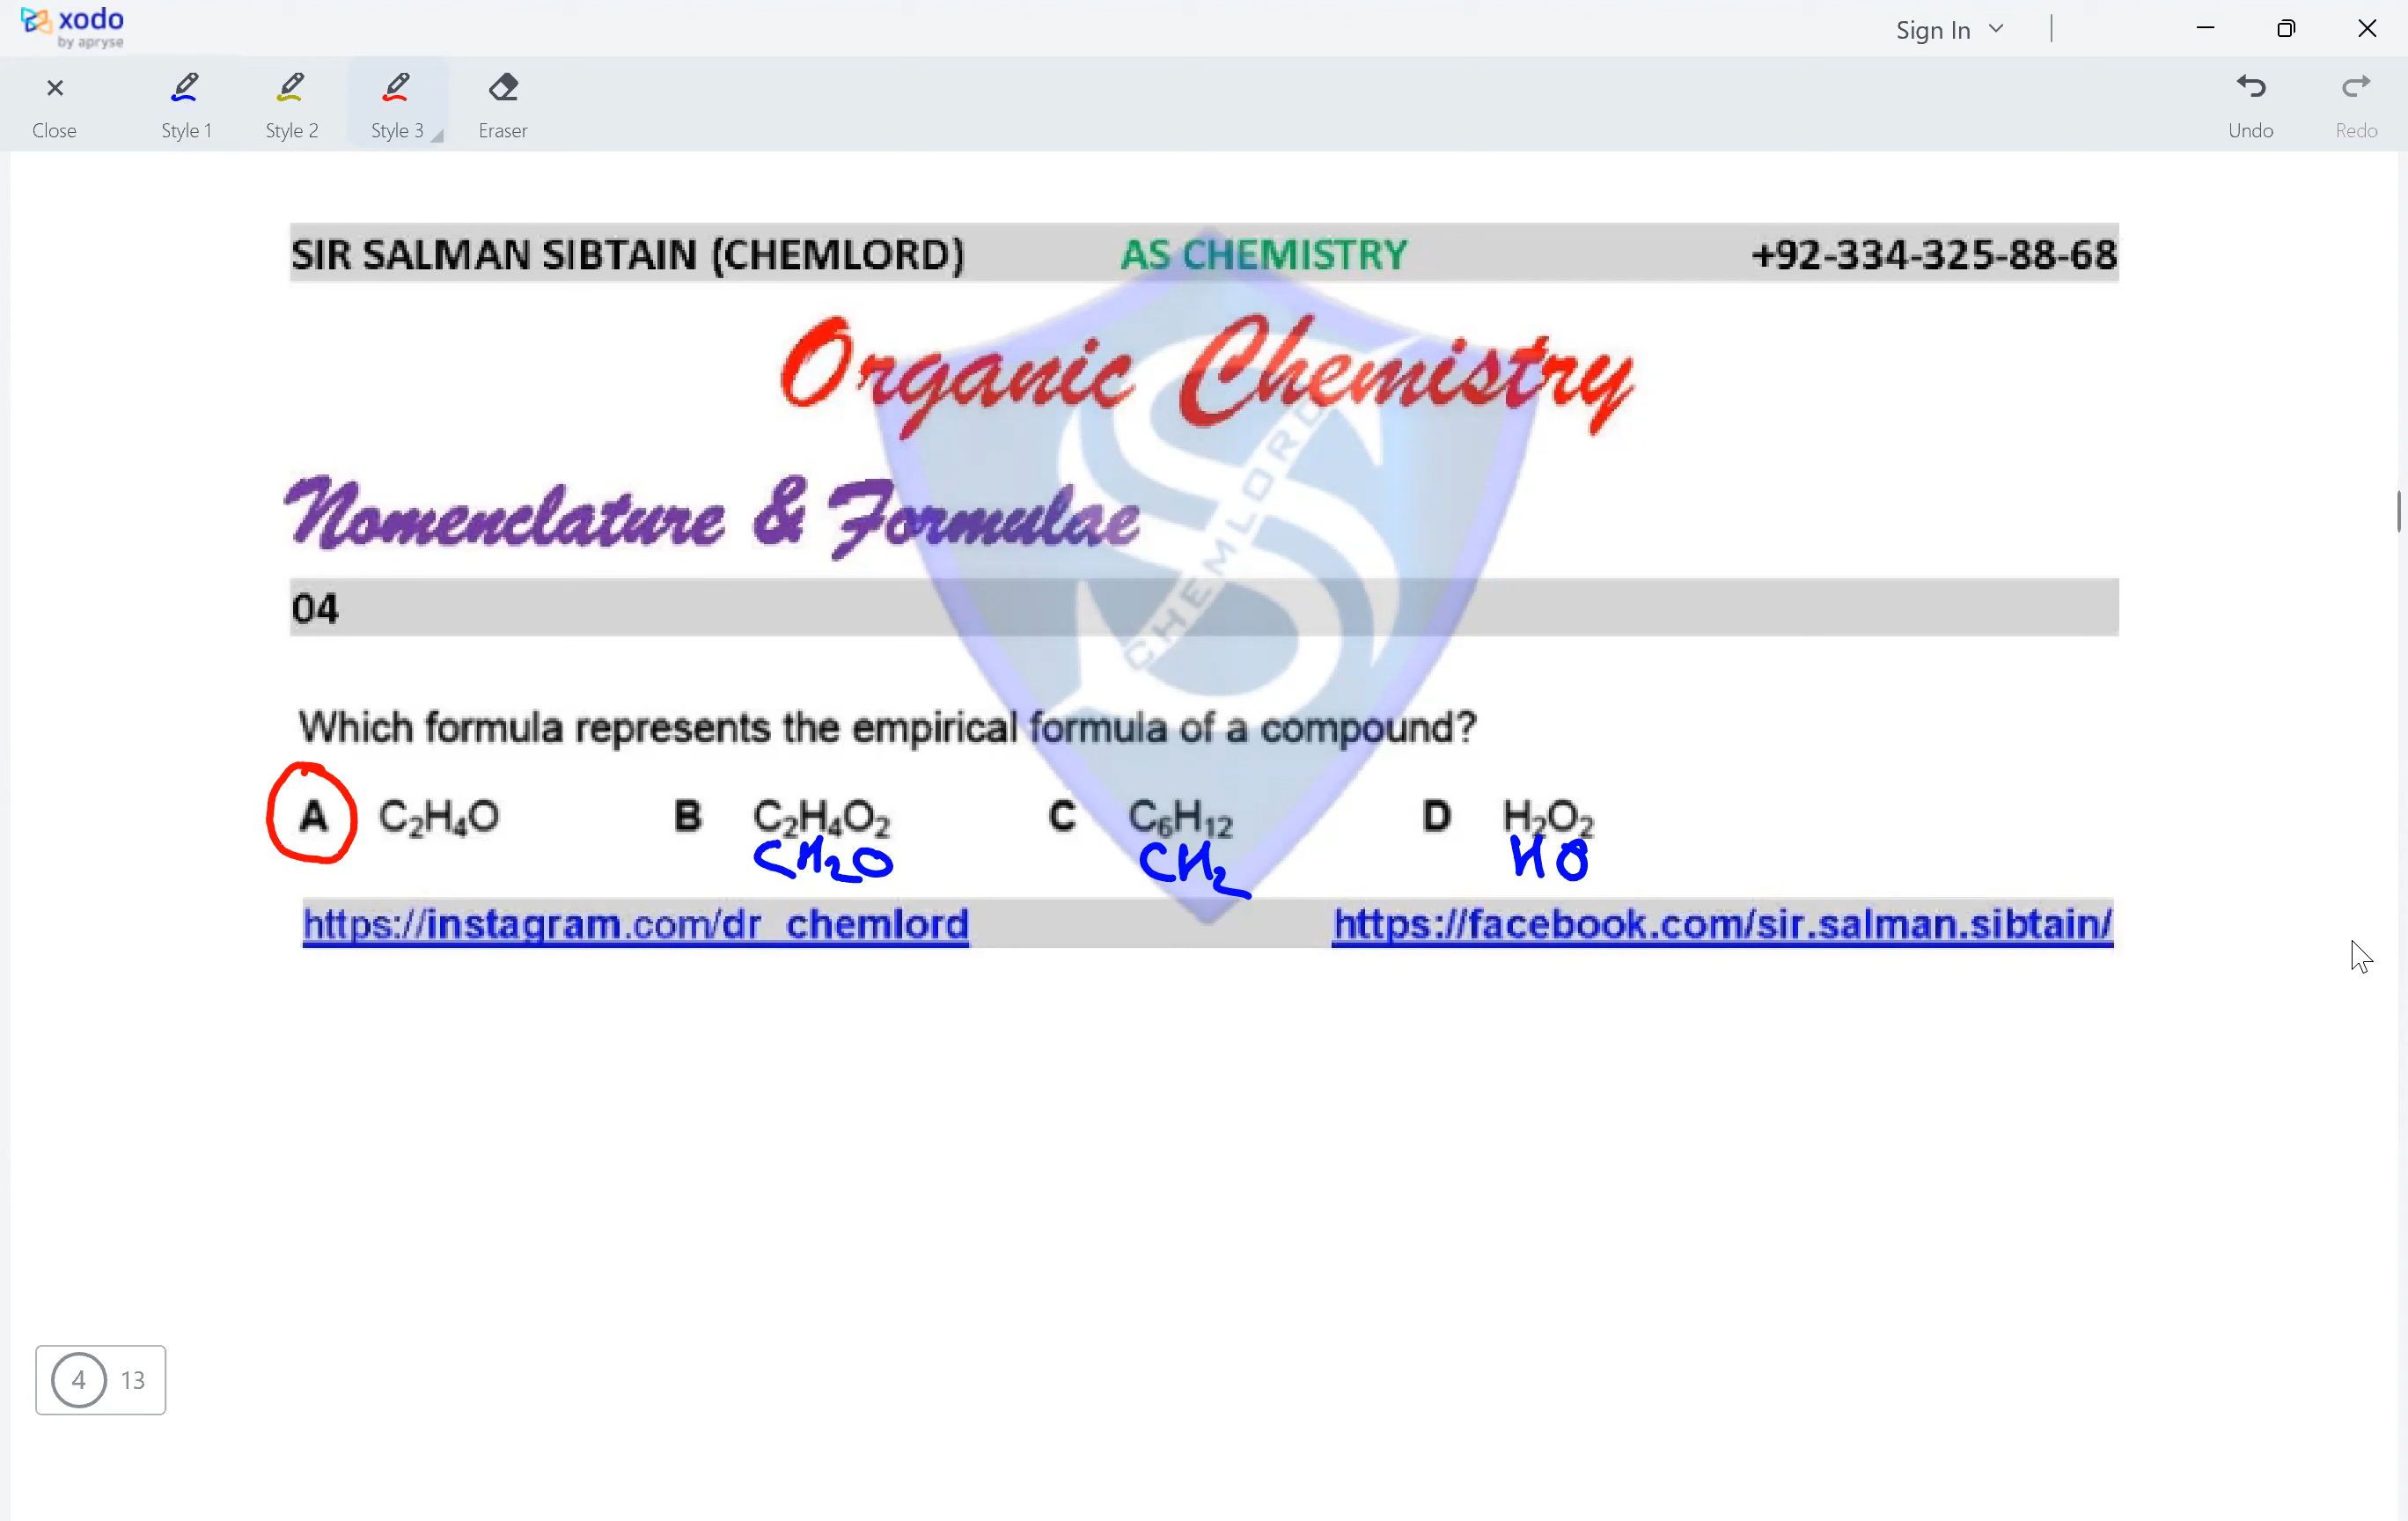 xodo
by apryse
Sign In
Close
Style 1
Style 2
Style 3
Eraser
Undo
Redo
SIR SALMAN SIBTAIN (CHEMLORD) AS CHEMISTRY +92-334-325-88-68
Organic Chemistry
Nomenclature & Formulae
CHEMLORD
04
Which formula represents the empirical formula of a compound?
A C₂H₄O B C₂H₄O₂ C C₆H₁₂ D H₂O₂
CH₂O CH₂ HO
https://instagram.com/dr_chemlord https://facebook.com/sir.salman.sibtain/
4 13